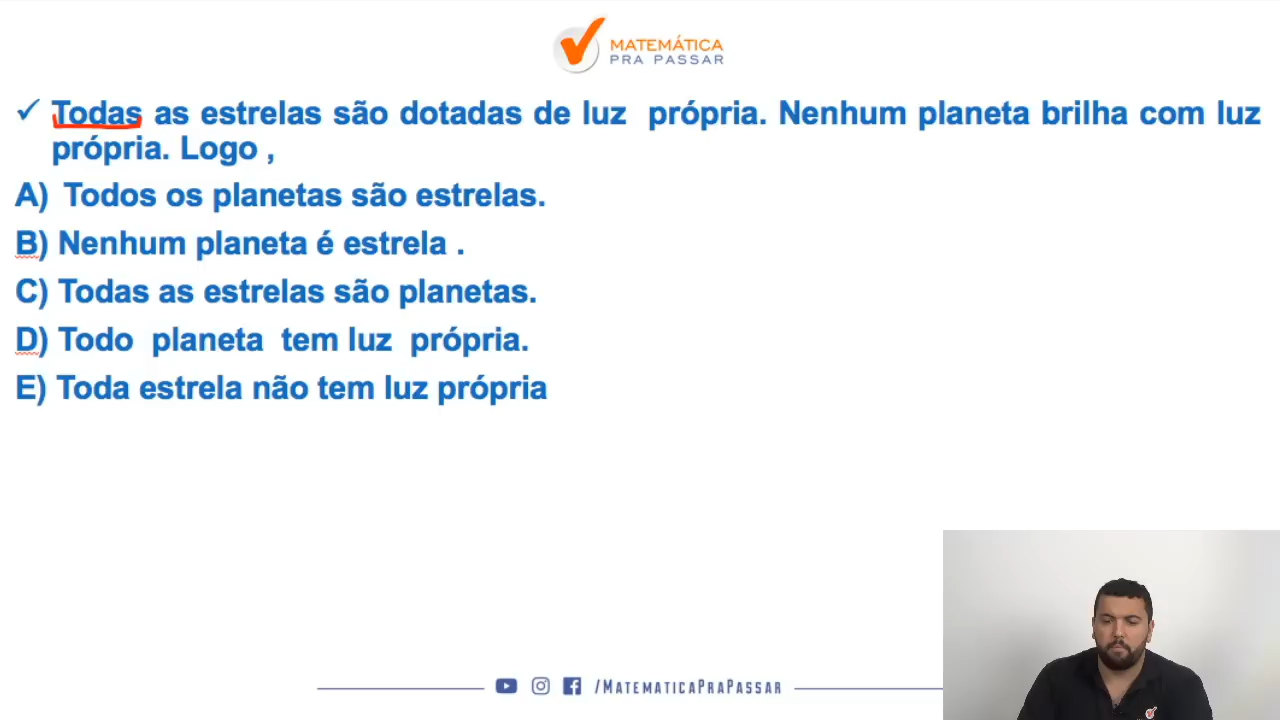 MATEMÁTICA
PRA PASSAR
✓ Todas as estrelas são dotadas de luz própria. Nenhum planeta brilha com luz
própria. Logo ,
A) Todos os planetas são estrelas.
B) Nenhum planeta é estrela .
C) Todas as estrelas são planetas.
D) Todo planeta tem luz própria.
E) Toda estrela não tem luz própria
/MATEMATICAPRAPASSAR